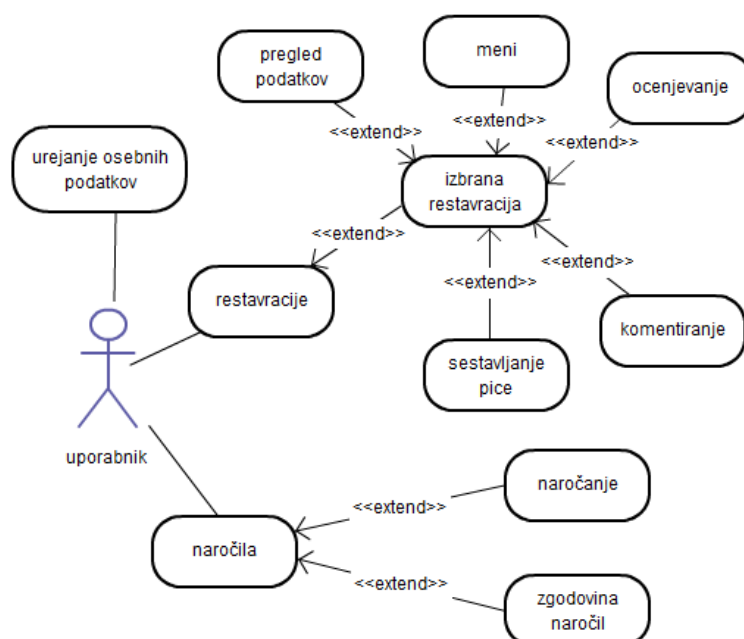 pregled
podatkov
meni
ocenjevanje
<<extend>>
<<extend>>
<<extend>>
urejanje osebnih
podatkov
izbrana
restavracija
<<extend>>
<<extend>>
<<extend>>
restavracije
komentiranje
sestavljanje
pice
uporabnik
naročanje
<<extend>>
naročila
<<extend>>
zgodovina
naročil